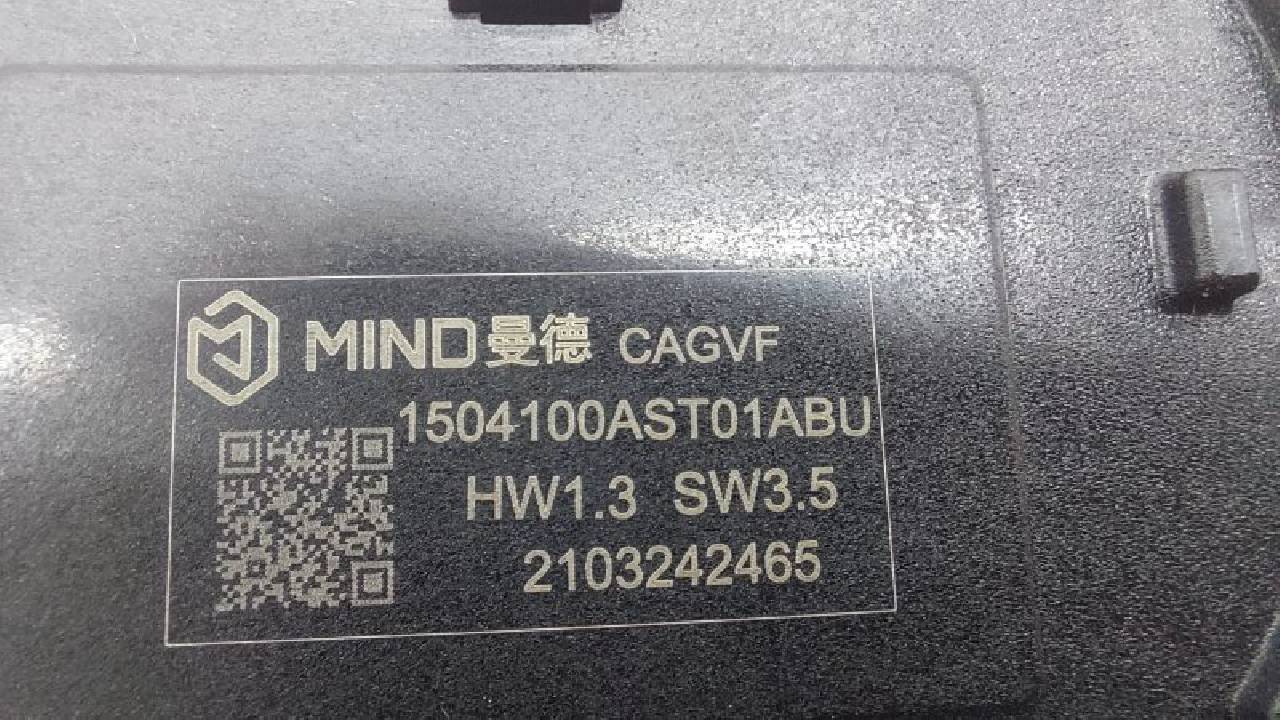 MIND曼德 CAGVF
1504100AST01ABU
HW1.3 SW3.5
2103242465